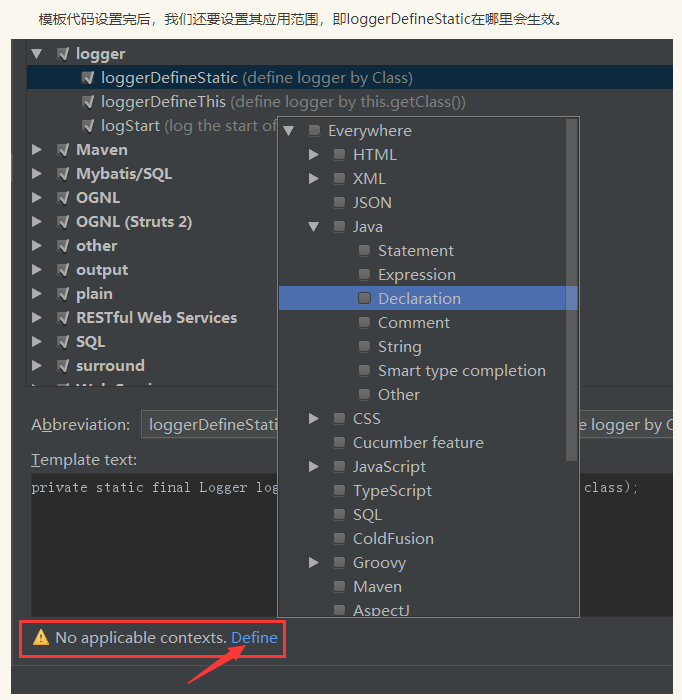 模板代码设置完后，我们还要设置其应用范围，即loggerDefineStatic在哪里会生效。
logger
loggerDefineStatic (define logger by Class)
loggerDefineThis (define logger by this.getClass())
logStart (log the start of
Maven
Mybatis/SQL
OGNL
OGNL (Struts 2)
other
output
plain
RESTful Web Services
SQL
surround
Everywhere
HTML
XML
JSON
Java
Statement
Expression
Declaration
Comment
String
Smart type completion
Other
CSS
Cucumber feature
JavaScript
TypeScript
SQL
ColdFusion
Groovy
Maven
AspectJ
Abbreviation: loggerDefineStati
e logger by C
Template text:
private static final Logger log
class);
No applicable contexts. Define